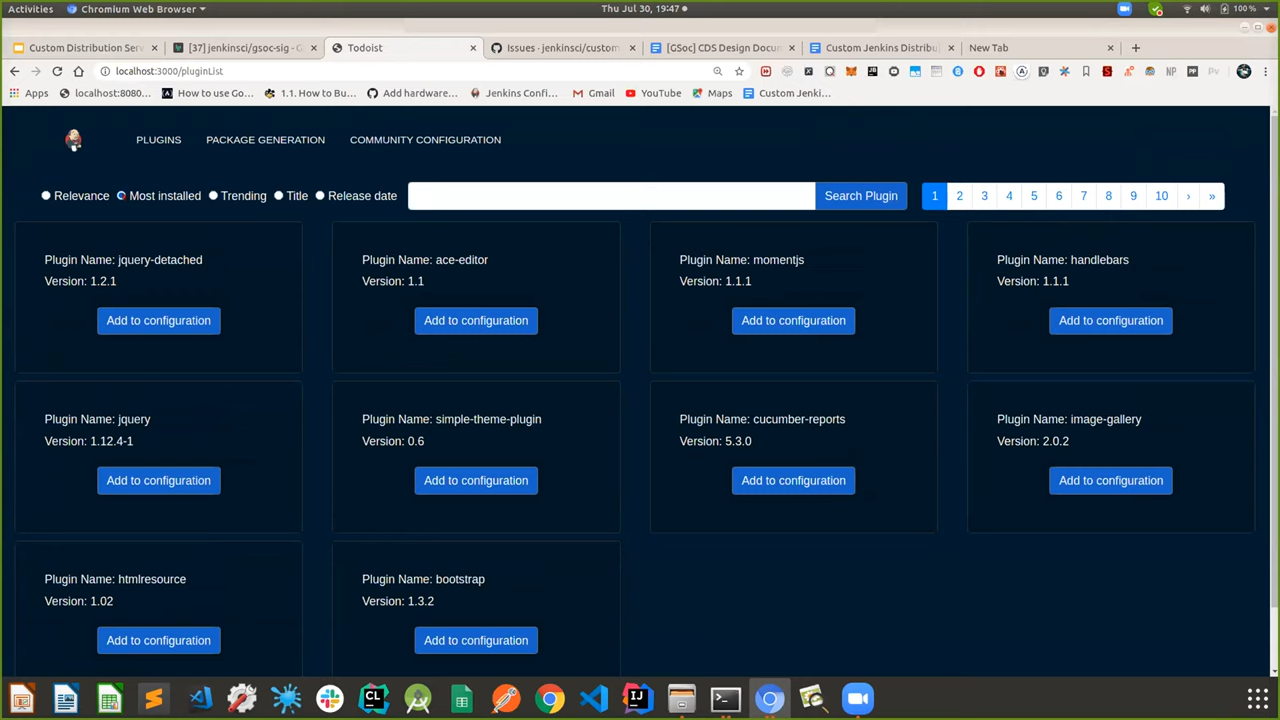 Activities
Chromium Web Browser
Thu Jul 30, 19:47
100 %
Custom Distribution Serv
[37] jenkinsci/gsoc-sig - G
Todoist
Issues · jenkinsci/custom
[GSoc] CDS Design Docu
Custom Jenkins Distribut
New Tab
localhost:3000/pluginList
Apps
localhost:8080...
How to use Go...
1.1. How to Bu...
Add hardware...
Jenkins Confi...
Gmail
YouTube
Maps
Custom Jenki...
PLUGINS
PACKAGE GENERATION
COMMUNITY CONFIGURATION
Relevance Most installed Trending Title Release date
Search Plugin
1 2 3 4 5 6 7 8 9 10 › »
Plugin Name: jquery-detached
Version: 1.2.1
Add to configuration
Plugin Name: ace-editor
Version: 1.1
Add to configuration
Plugin Name: momentjs
Version: 1.1.1
Add to configuration
Plugin Name: handlebars
Version: 1.1.1
Add to configuration
Plugin Name: jquery
Version: 1.12.4-1
Add to configuration
Plugin Name: simple-theme-plugin
Version: 0.6
Add to configuration
Plugin Name: cucumber-reports
Version: 5.3.0
Add to configuration
Plugin Name: image-gallery
Version: 2.0.2
Add to configuration
Plugin Name: htmlresource
Version: 1.02
Add to configuration
Plugin Name: bootstrap
Version: 1.3.2
Add to configuration